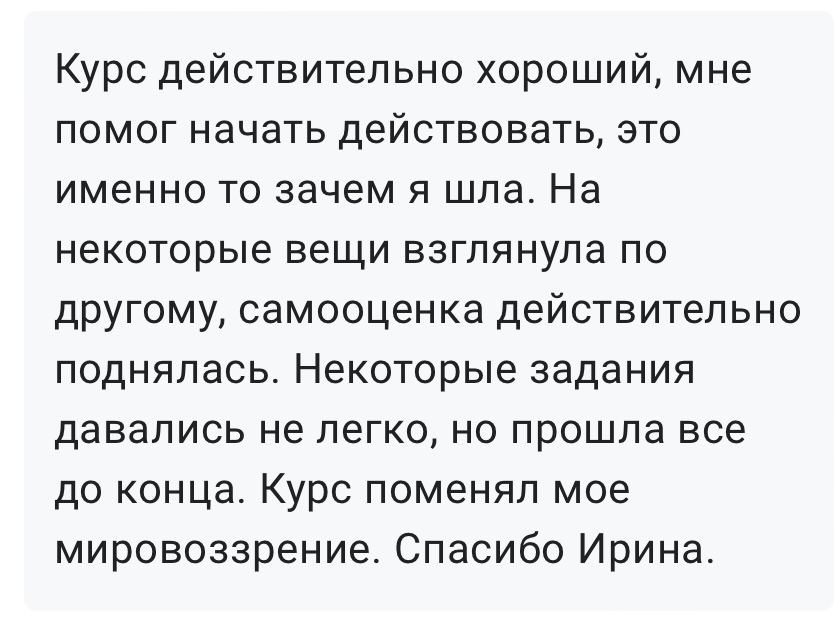 Курс действительно хороший, мне
помог начать действовать, это
именно то зачем я шла. На
некоторые вещи взглянула по
другому, самооценка действительно
поднялась. Некоторые задания
давались не легко, но прошла все
до конца. Курс поменял мое
мировоззрение. Спасибо Ирина.